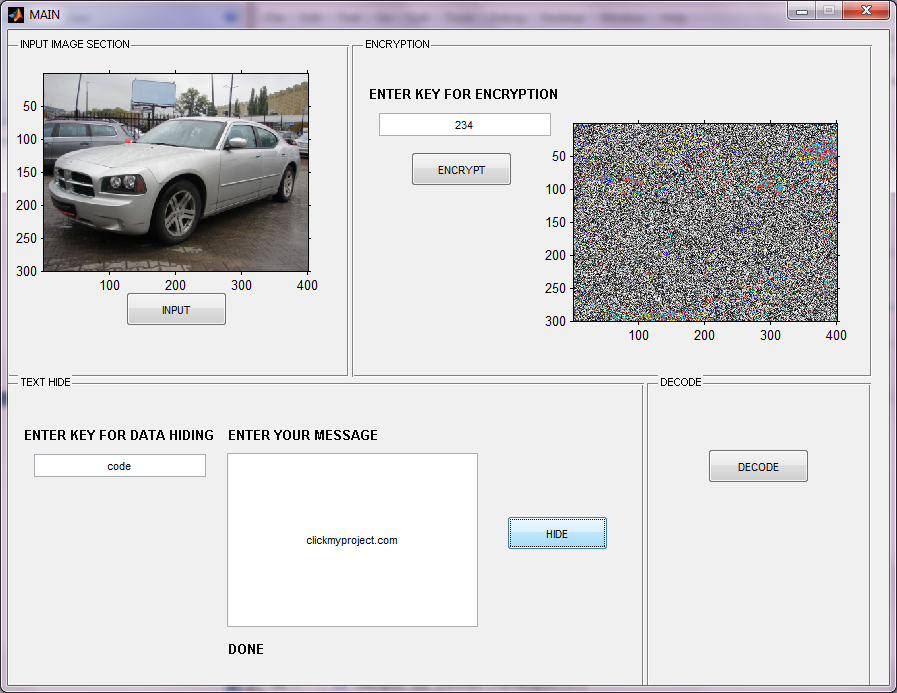 MAIN
INPUT IMAGE SECTION
50
100
150
200
250
300
100 200 300 400
INPUT
ENCRYPTION
ENTER KEY FOR ENCRYPTION
234
ENCRYPT
50
100
150
200
250
300
100 200 300 400
TEXT HIDE
ENTER KEY FOR DATA HIDING
code
ENTER YOUR MESSAGE
clickmyproject.com
HIDE
DONE
DECODE
DECODE